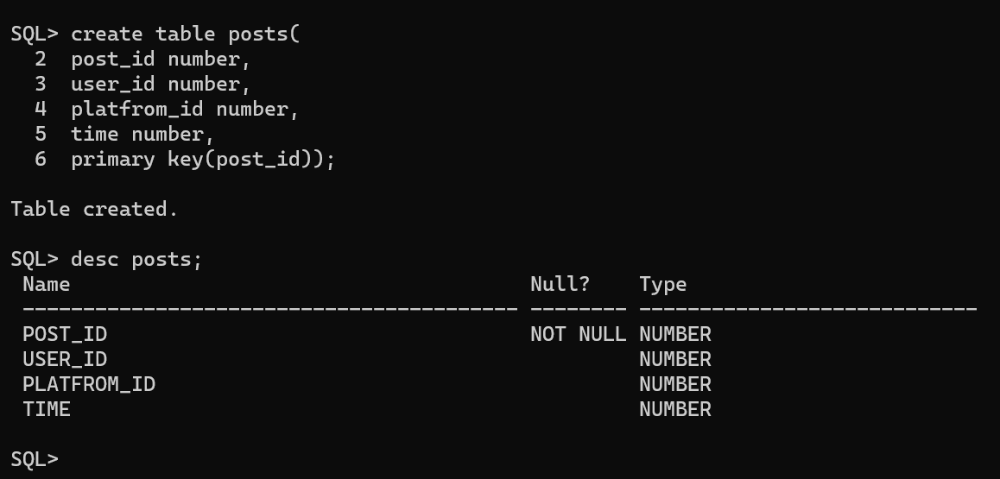 SQL> create table posts(
  2  post_id number,
  3  user_id number,
  4  platfrom_id number,
  5  time number,
  6  primary key(post_id));
Table created.
SQL> desc posts;
 Name                                      Null?    Type
 ----------------------------------------- -------- ----------------------------
 POST_ID                                   NOT NULL NUMBER
 USER_ID                                            NUMBER
 PLATFROM_ID                                        NUMBER
 TIME                                               NUMBER
SQL>